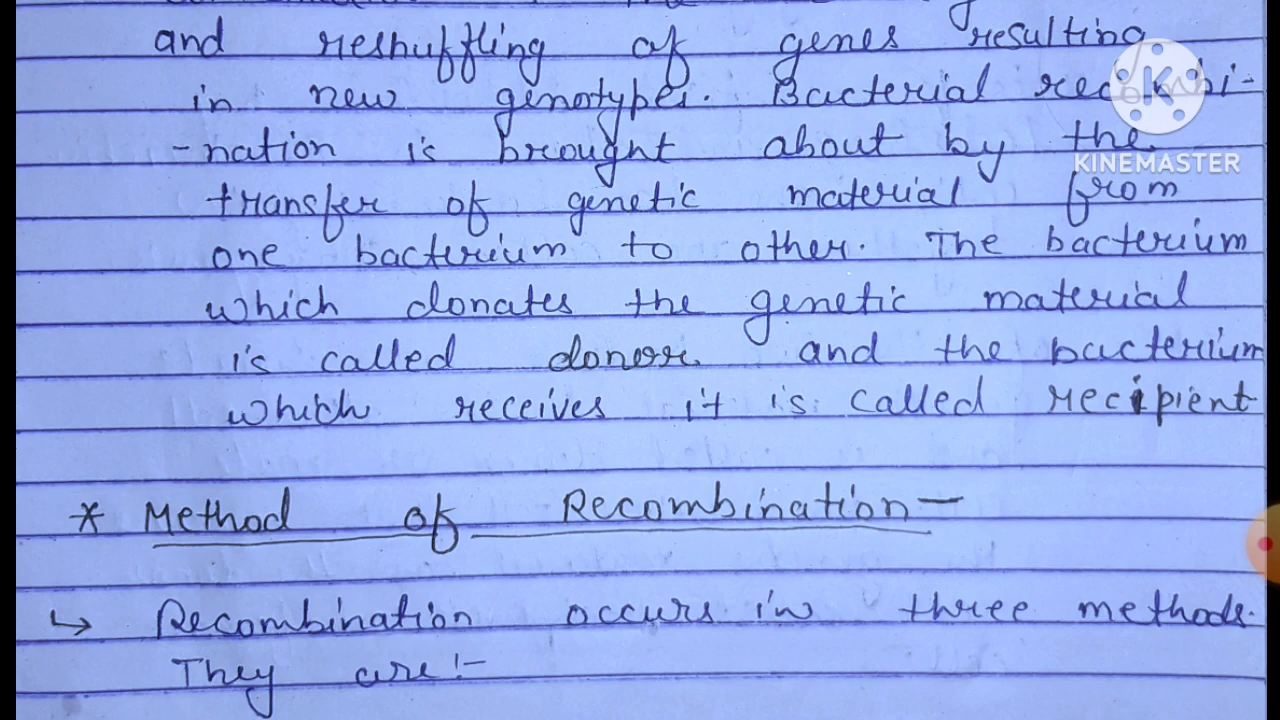 and reshuffling of genes resulting
in new genotypes. Bacterial recombi-
-nation is brought about by the
transfer of genetic material from
one bacterium to other. The bacterium
which donates the genetic material
is called donor and the bacterium
which receives it is called recipient
* Method of Recombination —
↳ Recombination occurs in three methods.
They are:-
KINEMASTER